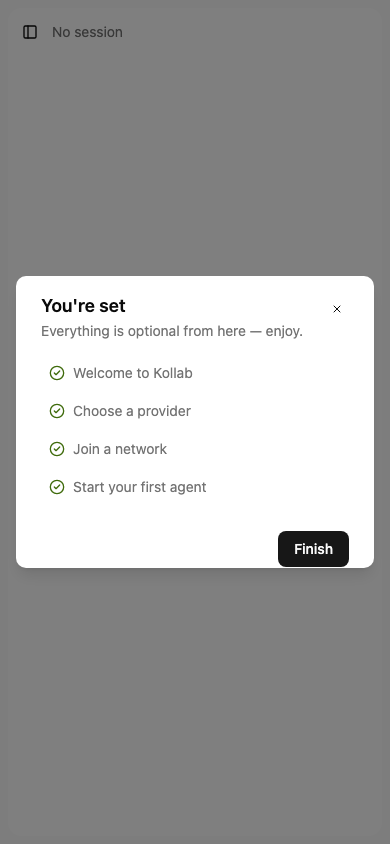 No session
You're set
Everything is optional from here — enjoy.
Welcome to Kollab
Choose a provider
Join a network
Start your first agent
Finish